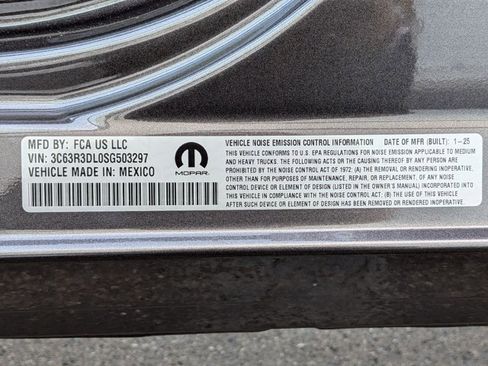 MFD BY: FCA US LLC
VIN: 3C63R3DL0SG503297
VEHICLE MADE IN: MEXICO
MOPAR
VEHICLE NOISE EMISSION CONTROL INFORMATION DATE OF MFR (BUILT): 1-25
THIS VEHICLE CONFORMS TO U.S. EPA REGULATIONS FOR NOISE EMISSION APPLICABLE TO MEDIUM
AND HEAVY TRUCKS. THE FOLLOWING ACTS OR THE CAUSING THEREOF BY ANY PERSON
ARE PROHIBITED BY THE NOISE CONTROL ACT OF 1972: (A) THE REMOVAL OR RENDERING INOPERATIVE,
OTHER THAN FOR PURPOSES OF MAINTENANCE, REPAIR, OR REPLACEMENT, OF ANY NOISE
CONTROL DEVICE OR ELEMENT OF DESIGN (LISTED IN THE OWNER'S MANUAL) INCORPORATED INTO
THIS VEHICLE IN COMPLIANCE WITH THE NOISE CONTROL ACT; (B) THE USE OF THIS VEHICLE
AFTER SUCH DEVICE OR ELEMENT OF DESIGN HAS BEEN REMOVED OR RENDERED INOPERATIVE.